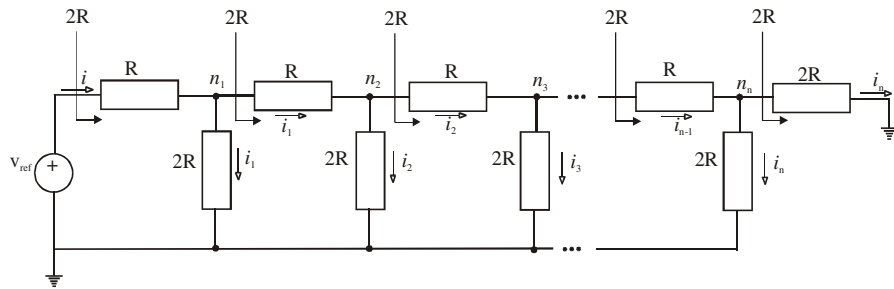 2R 2R 2R 2R 2R
i R n1 R n2 R n3 R nn 2R in
i1 i2 in-1
vref + 2R i1 2R i2 2R i3 2R in